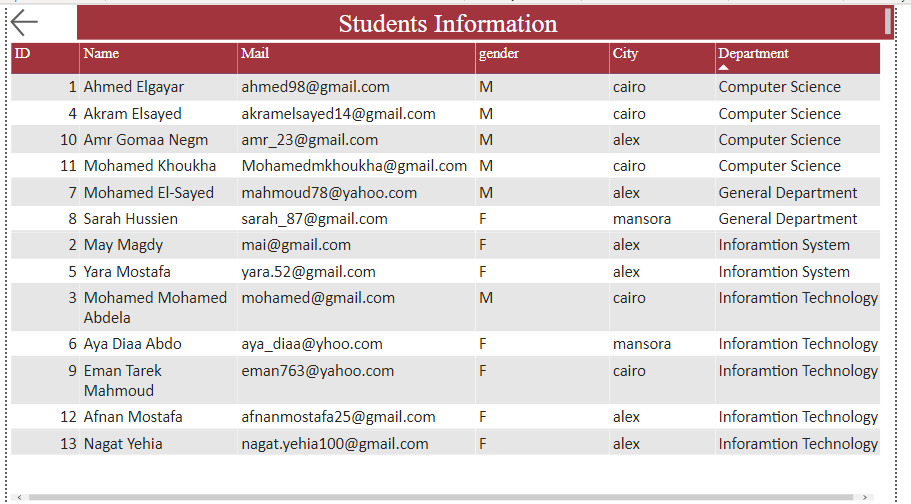 Students Information
ID Name Mail gender City Department
1 Ahmed Elgayar ahmed98@gmail.com M cairo Computer Science
4 Akram Elsayed akramelsayed14@gmail.com M cairo Computer Science
10 Amr Gomaa Negm amr_23@gmail.com M alex Computer Science
11 Mohamed Khoukha Mohamedmkhoukha@gmail.com M cairo Computer Science
7 Mohamed El-Sayed mahmoud78@yahoo.com M alex General Department
8 Sarah Hussien sarah_87@gmail.com F mansora General Department
2 May Magdy mai@gmail.com F alex Inforamtion System
5 Yara Mostafa yara.52@gmail.com F alex Inforamtion System
3 Mohamed Mohamed mohamed@gmail.com M cairo Inforamtion Technology
Abdela
6 Aya Diaa Abdo aya_diaa@yhoo.com F mansora Inforamtion Technology
9 Eman Tarek eman763@yahoo.com F cairo Inforamtion Technology
Mahmoud
12 Afnan Mostafa afnanmostafa25@gmail.com F alex Inforamtion Technology
13 Nagat Yehia nagat.yehia100@gmail.com F alex Inforamtion Technology